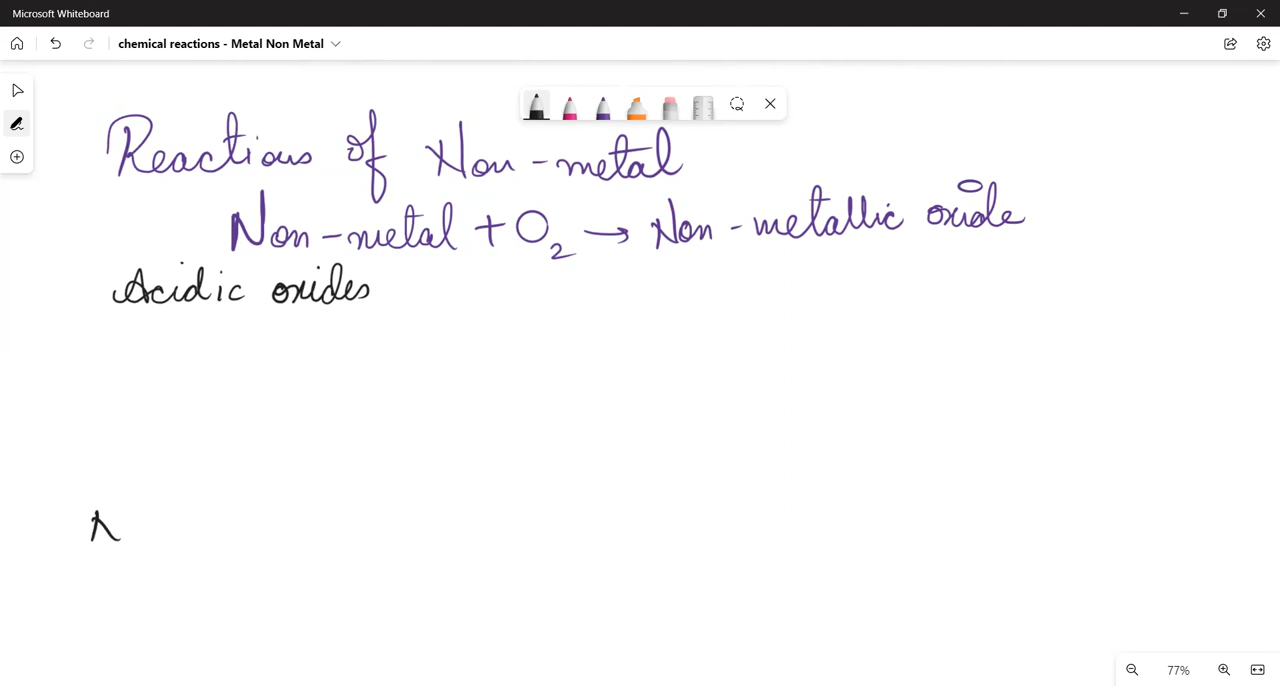 Microsoft Whiteboard
chemical reactions - Metal Non Metal
Reactions of Non-metal
Non-metal + O₂ → Non-metallic oxide
Acidic oxides
77%